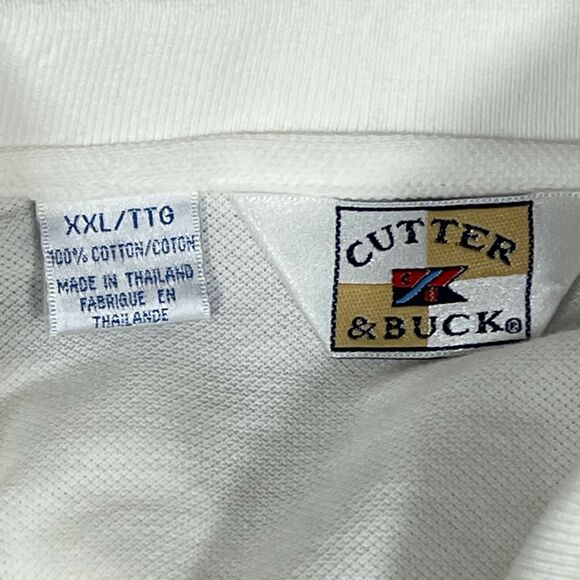 XXL/TTG
100% COTTON/COTON
MADE IN THAILAND
FABRIQUE EN
THAILANDE
CUTTER
& BUCK®